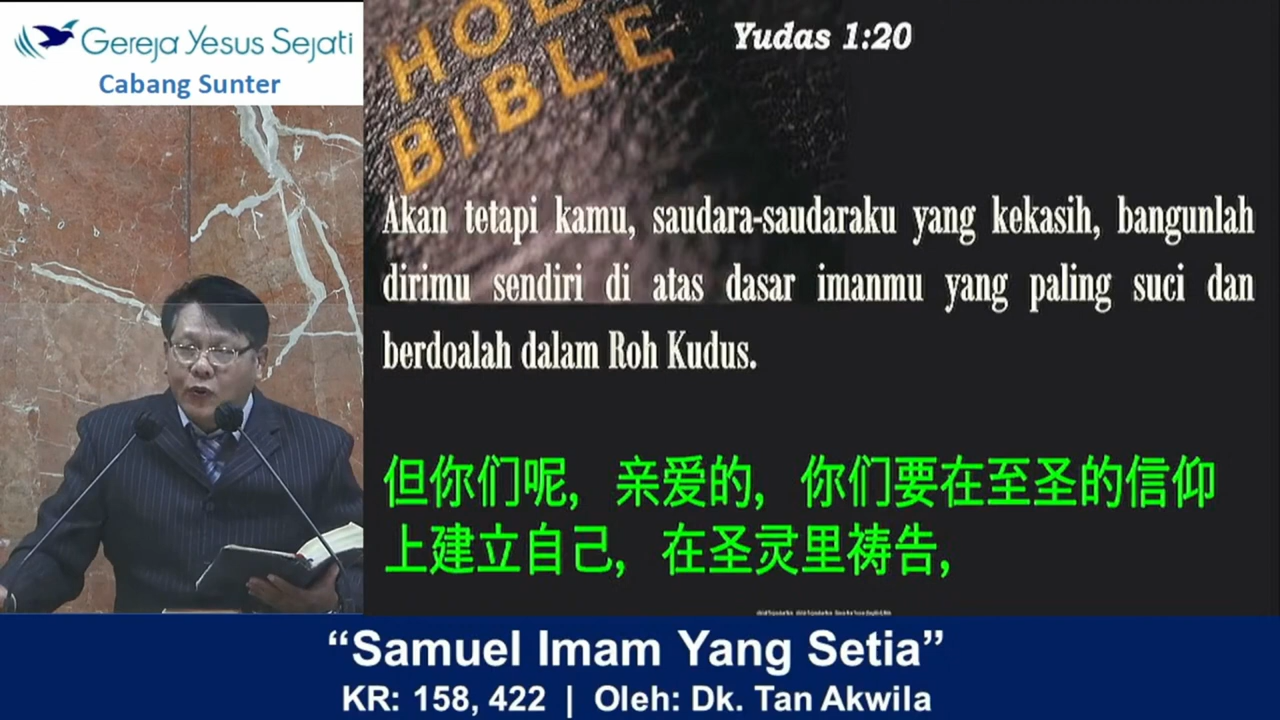 Gereja Yesus Sejati
Cabang Sunter
HOLY
BIBLE
Yudas 1:20
Akan tetapi kamu, saudara-saudaraku yang kekasih, bangunlah
dirimu sendiri di atas dasar imanmu yang paling suci dan
berdoalah dalam Roh Kudus.
但你们呢，亲爱的，你们要在至圣的信仰
上建立自己，在圣灵里祷告，
“Samuel Imam Yang Setia”
KR: 158, 422 | Oleh: Dk. Tan Akwila